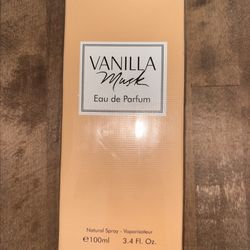 VANILLA
Musk
Eau de Parfum
Natural Spray - Vaporisateur
℮100ml 3.4 Fl. Oz.